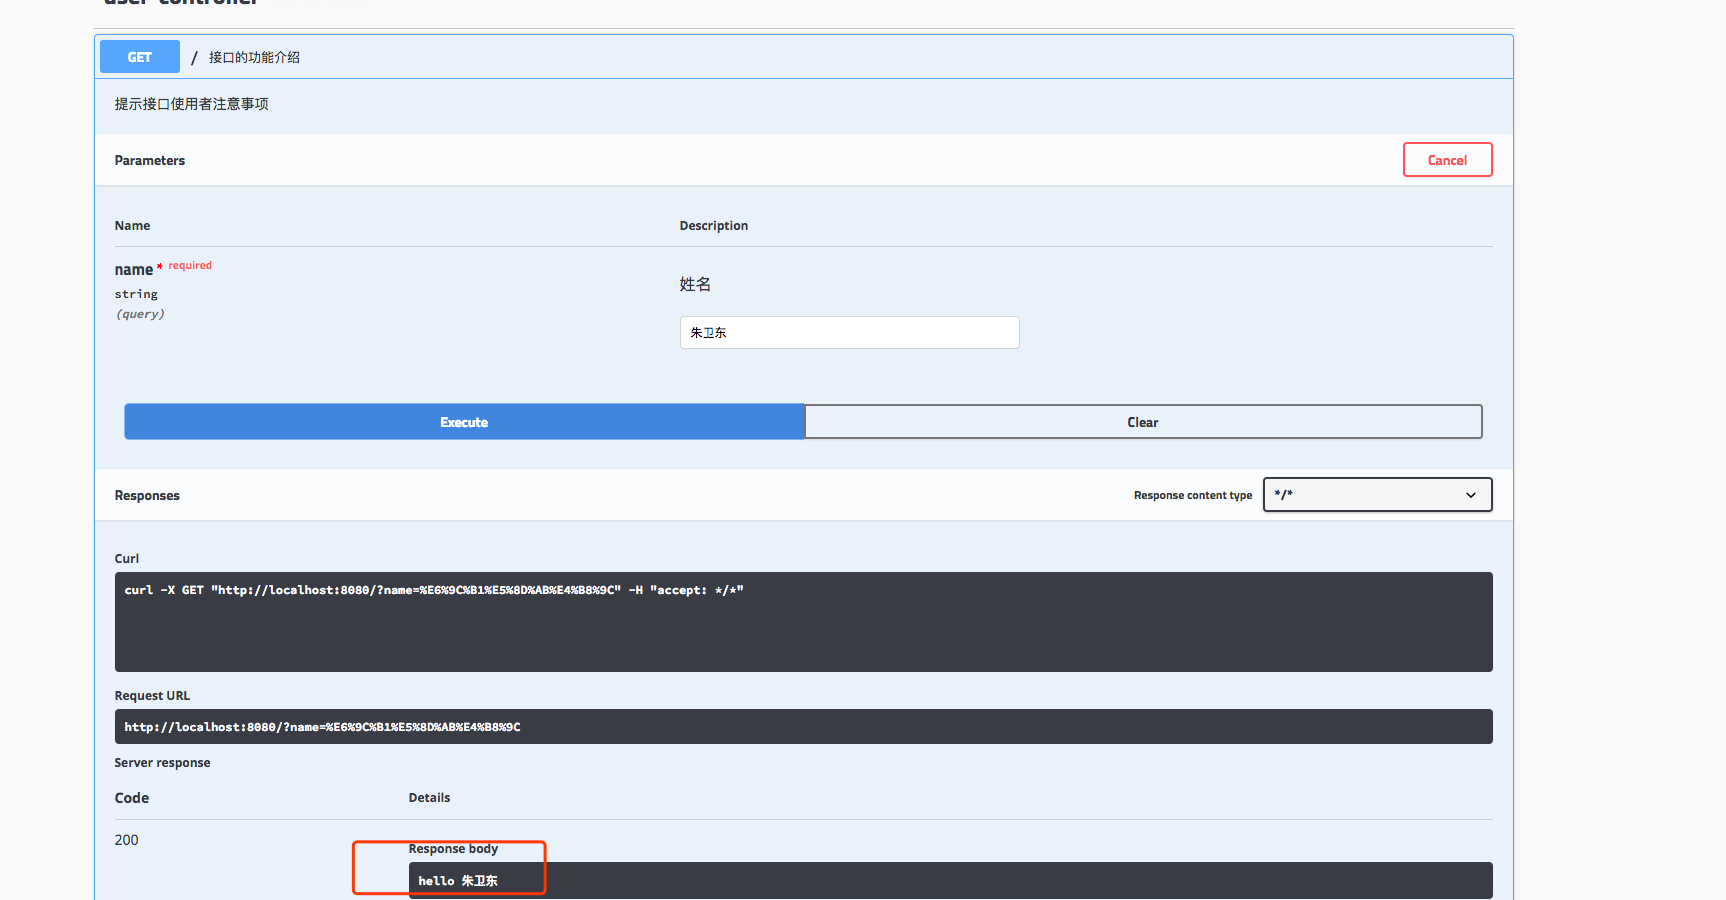 user-controller
GET / 接口的功能介绍
提示接口使用者注意事项
Parameters
Cancel
Name Description
name * required
string
(query)
姓名
朱卫东
Execute Clear
Responses Response content type */*
Curl
curl -X GET "http://localhost:8080/?name=%E6%9C%B1%E5%8D%AB%E4%B8%9C" -H "accept: */*"
Request URL
http://localhost:8080/?name=%E6%9C%B1%E5%8D%AB%E4%B8%9C
Server response
Code Details
200
Response body
hello 朱卫东